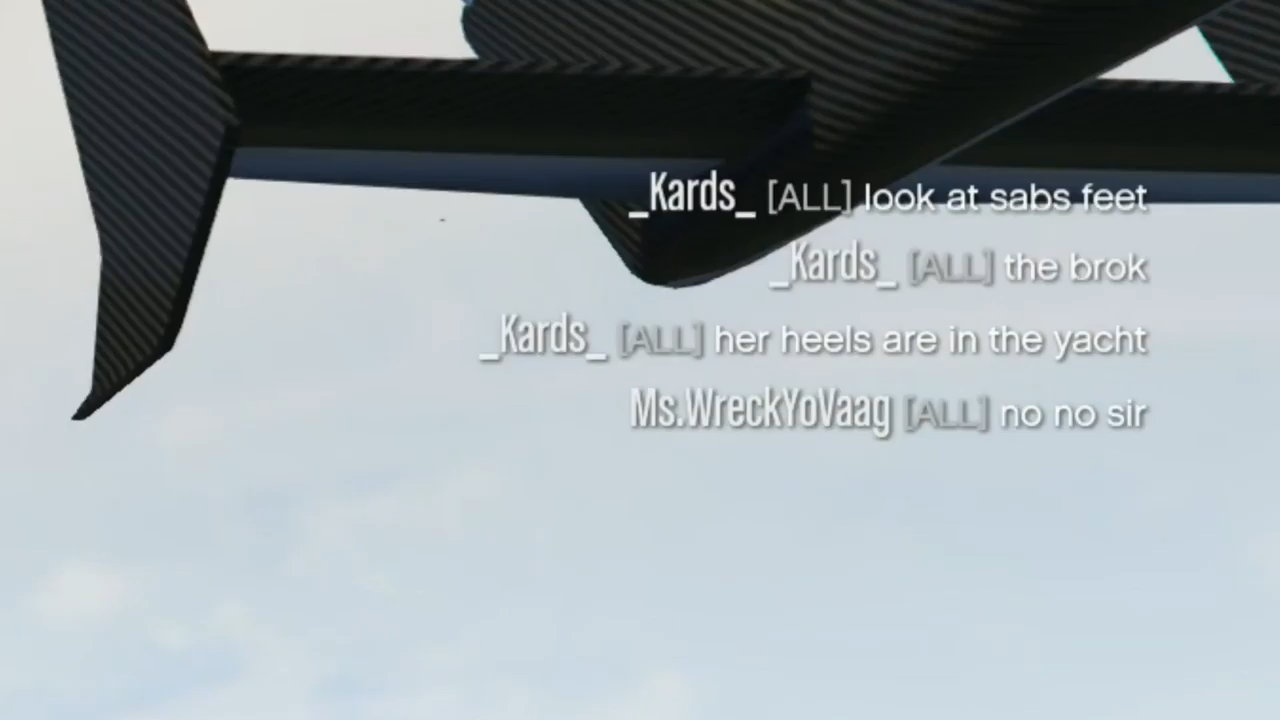 _Kards_ [ALL] look at sabs feet
_Kards_ [ALL] the brok
_Kards_ [ALL] her heels are in the yacht
Ms.WreckYoVaag [ALL] no no sir